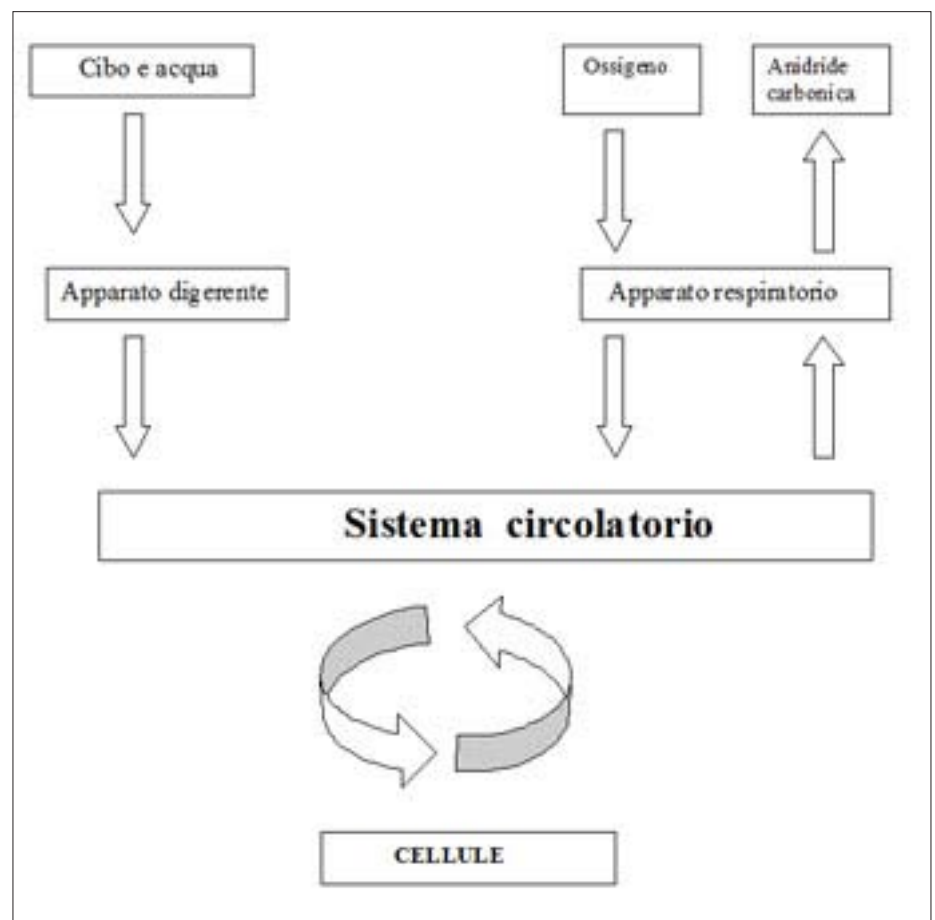 Cibo e acqua
Ossigeno
Anidride
carbonica
Apparato digerente
Apparato respiratorio
Sistema circolatorio
CELLULE